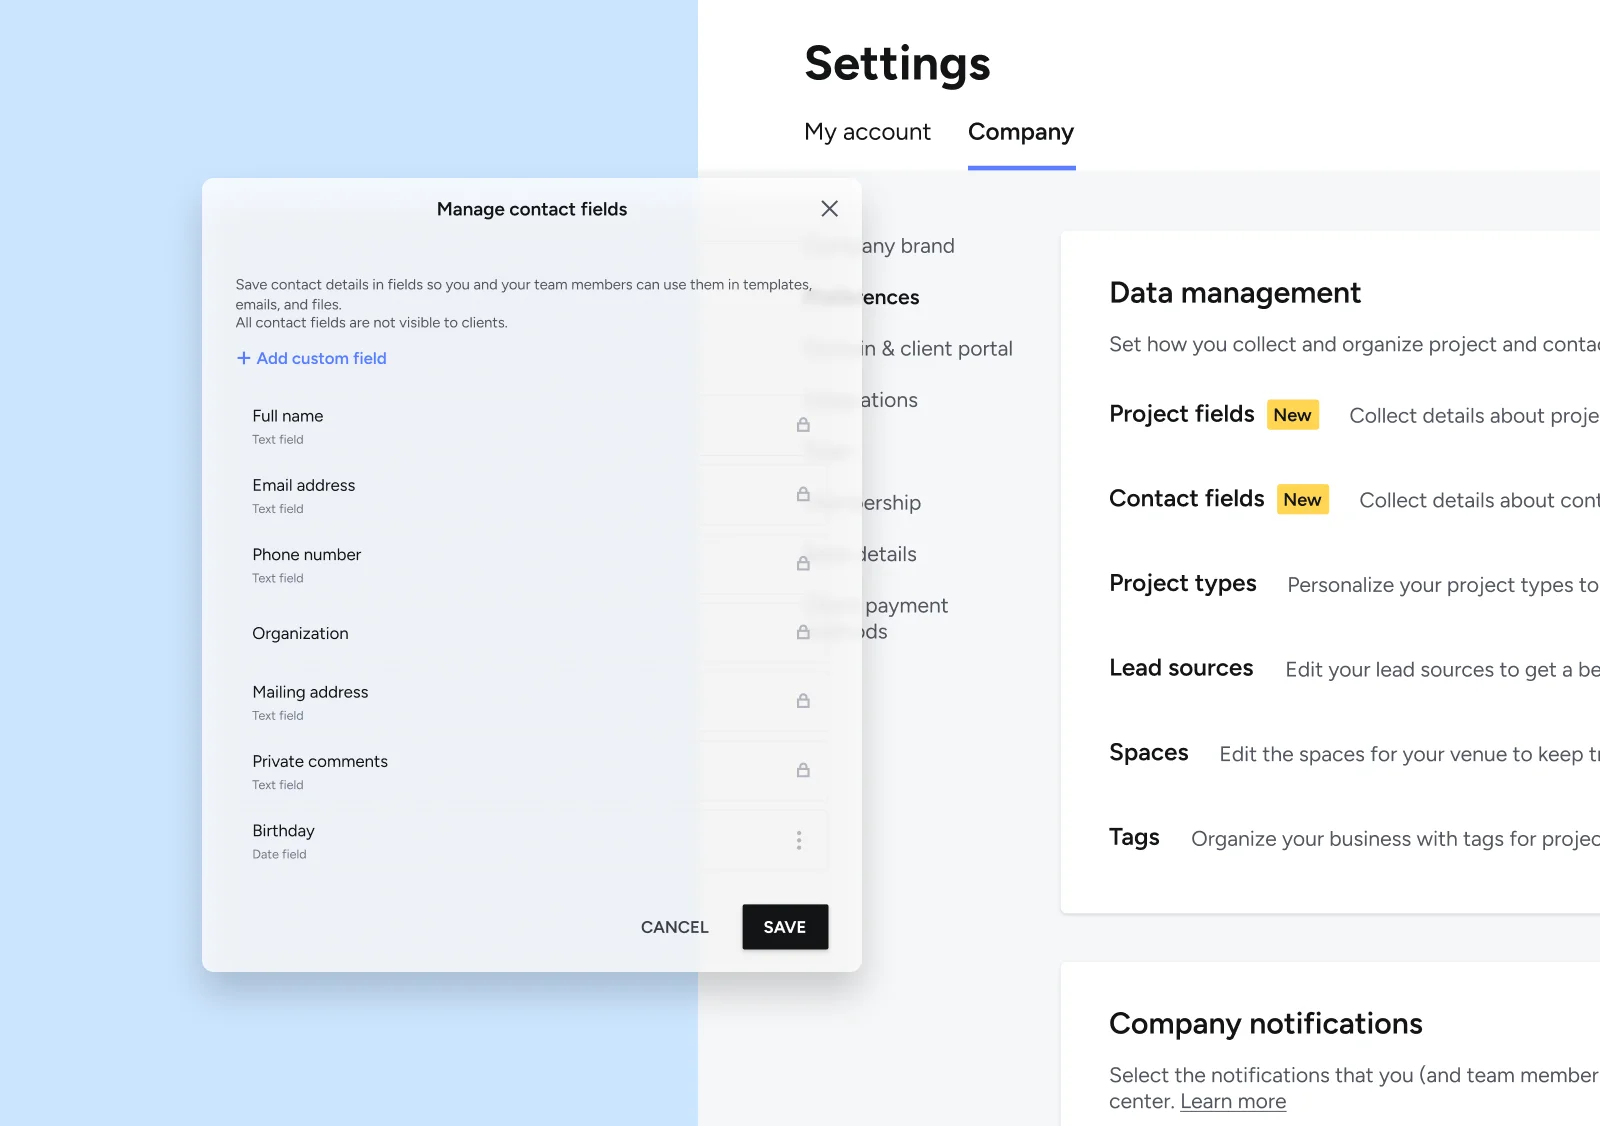 Settings
My account
Company
Manage contact fields
Save contact details in fields so you and your team members can use them in templates,
emails, and files.
All contact fields are not visible to clients.
+ Add custom field
Full name
Text field
Email address
Text field
Phone number
Text field
Organization
Mailing address
Text field
Private comments
Text field
Birthday
Date field
CANCEL
SAVE
Company brand
Preferences
Domain & client portal
ations
ership
details
payment
ods
Data management
Set how you collect and organize project and contac
Project fields New Collect details about proje
Contact fields New Collect details about cont
Project types Personalize your project types to
Lead sources Edit your lead sources to get a be
Spaces Edit the spaces for your venue to keep tr
Tags Organize your business with tags for projec
Company notifications
Select the notifications that you (and team member
center. Learn more